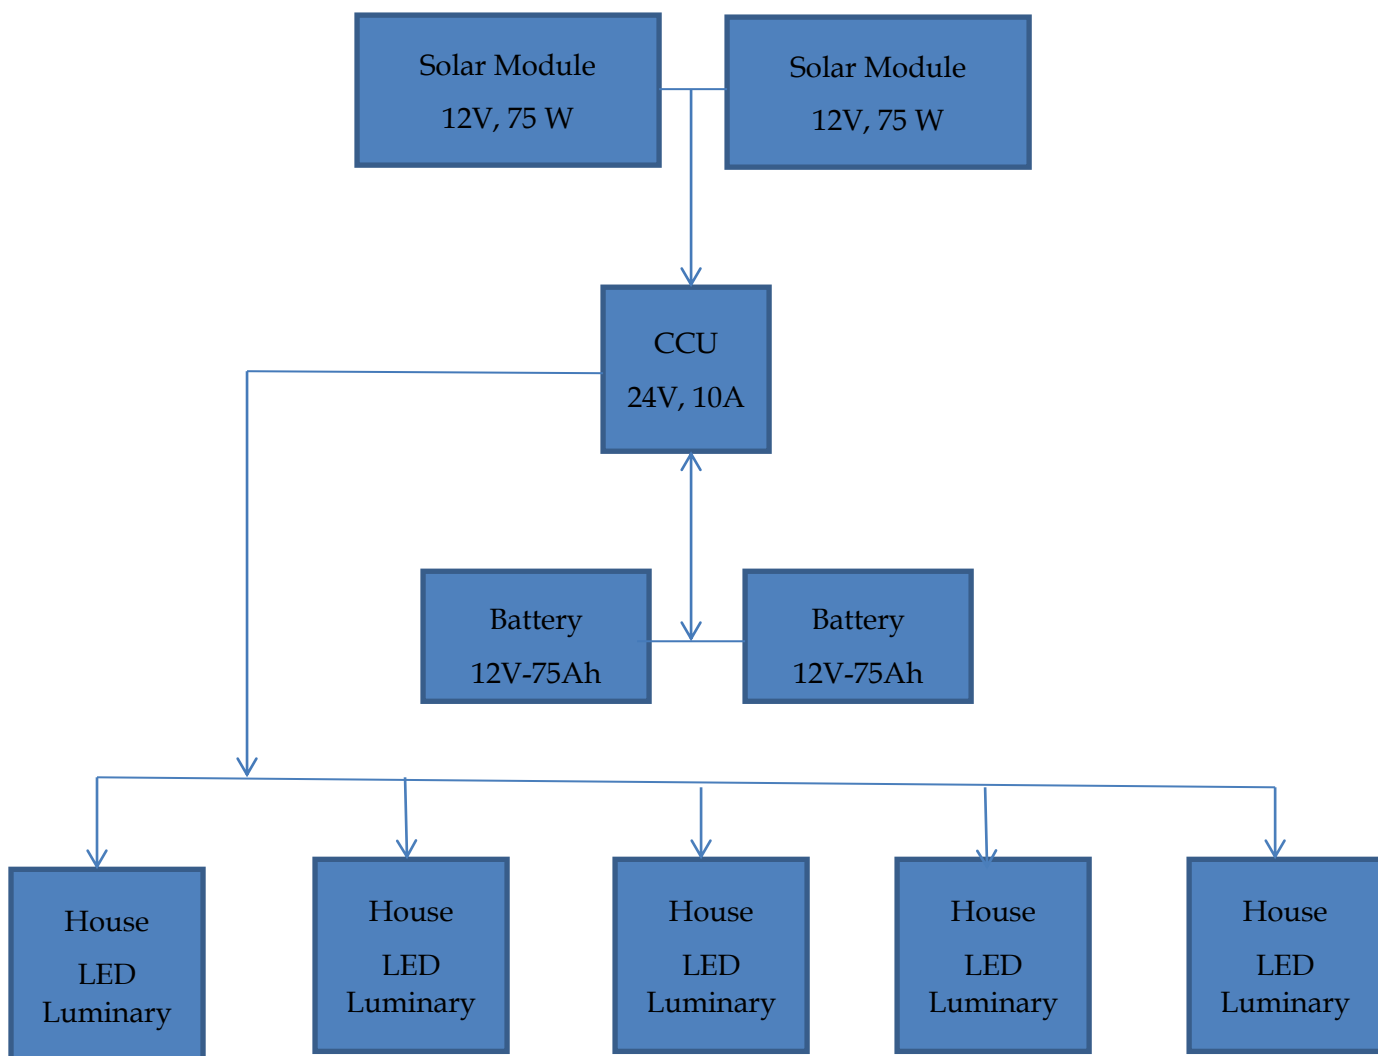 Solar Module
12V, 75 W
Solar Module
12V, 75 W
CCU
24V, 10A
Battery
12V-75Ah
Battery
12V-75Ah
House
LED
Luminary
House
LED
Luminary
House
LED
Luminary
House
LED
Luminary
House
LED
Luminary